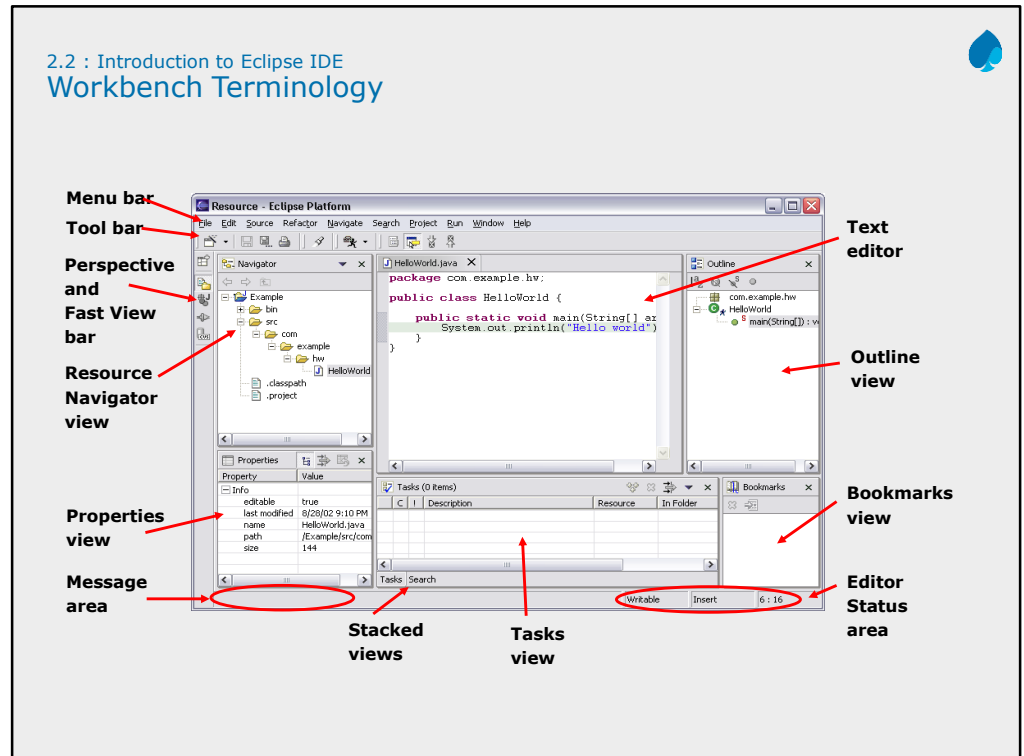 2.2 : Introduction to Eclipse IDE
Workbench Terminology
Menu bar
Tool bar
Perspective
and
Fast View
bar
Resource
Navigator
view
Properties
view
Message
area
Resource - Eclipse Platform
File Edit Source Refactor Navigate Search Project Run Window Help
Navigator
Example
bin
src
com
example
hw
HelloWorld
.classpath
.project
HelloWorld.java
package com.example.hw;
public class HelloWorld {
public static void main(String[] ar
System.out.println("Hello world")
}
}
Outline
com.example.hw
HelloWorld
main(String[]) : v
Properties
Property Value
Info
editable true
last modified 8/28/02 9:10 PM
name HelloWorld.java
path /Example/src/com
size 144
Tasks (0 items)
C ! Description Resource In Folder
Tasks Search
Bookmarks
Writable Insert 6 : 16
Text
editor
Outline
view
Bookmarks
view
Editor
Status
area
Stacked
views
Tasks
view